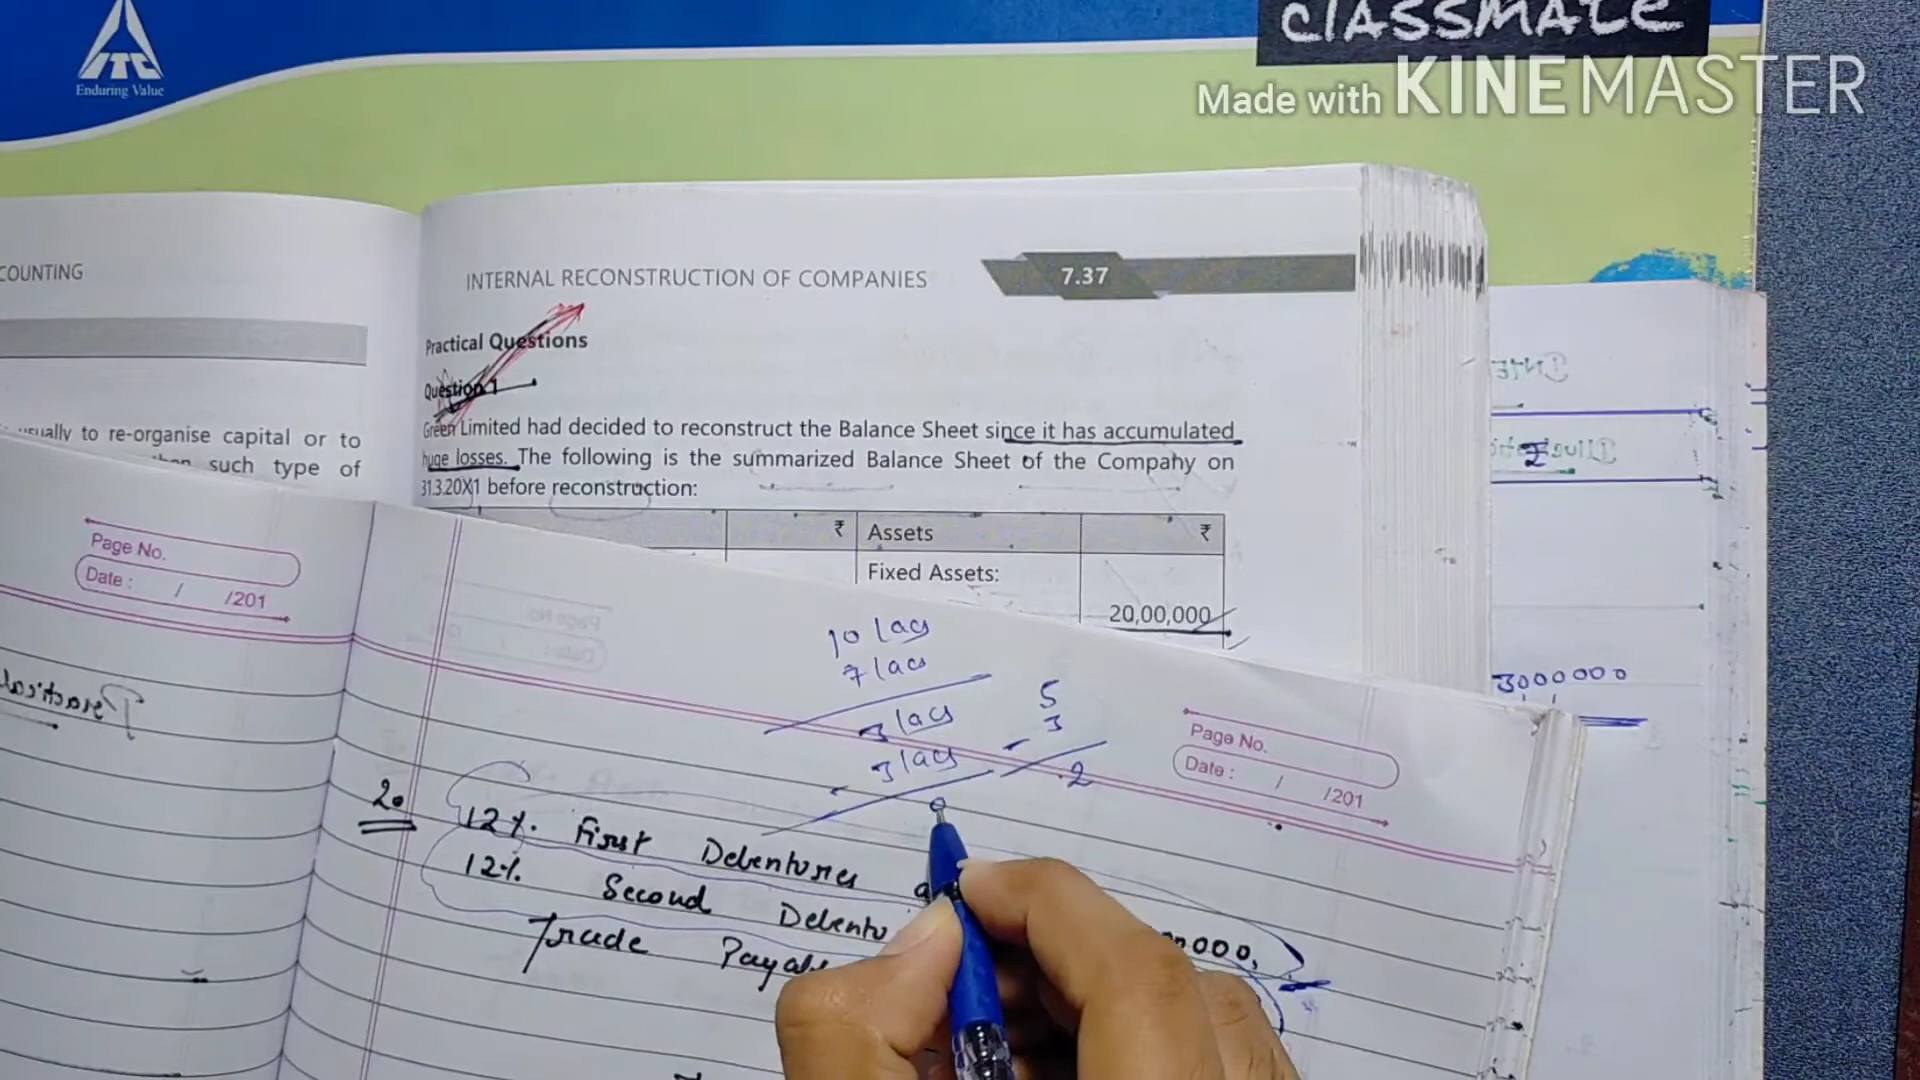 ITC
Enduring Value
CLASSMATE
Made with KINEMASTER
COUNTING
INTERNAL RECONSTRUCTION OF COMPANIES 7.37
Practical Questions
Question 1
Green Limited had decided to reconstruct the Balance Sheet since it has accumulated
huge losses. The following is the summarized Balance Sheet of the Company on
31.3.20X1 before reconstruction:
usually to re-organise capital or to
such type of
₹ Assets ₹
Fixed Assets:
20,00,000
Page No.
Date : / /201
10 lacs
7 lacs
3 lacs
- 3 lacs
0
5
- 3
2
Page No.
Date : / /201
3000000
20 12% First Debentures
12% Second
Trade
000,